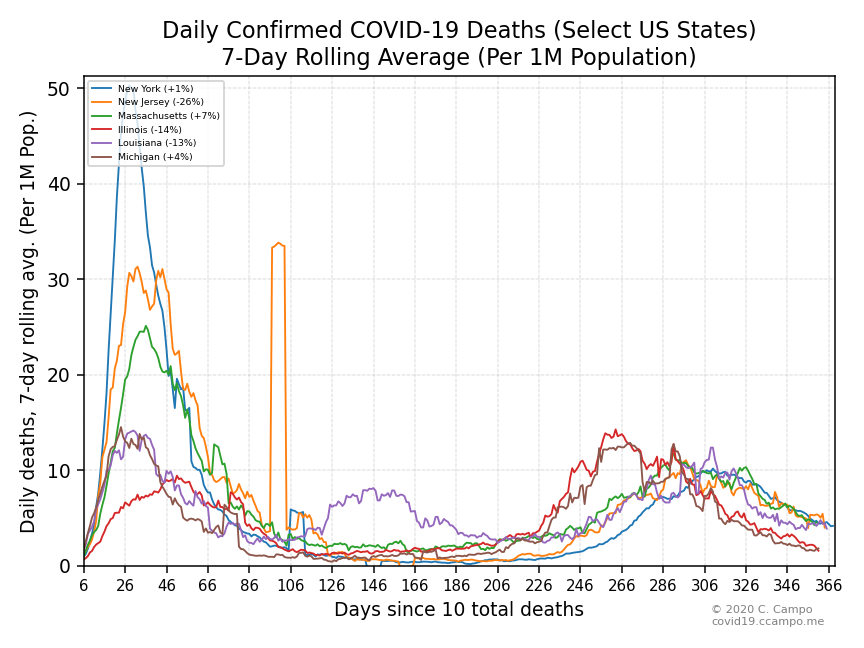 Daily Confirmed COVID-19 Deaths (Select US States)
7-Day Rolling Average (Per 1M Population)
New York (+1%)
New Jersey (-26%)
Massachusetts (+7%)
Illinois (-14%)
Louisiana (-13%)
Michigan (+4%)
Daily deaths, 7-day rolling avg. (Per 1M Pop.)
50
40
30
20
10
0
6 26 46 66 86 106 126 146 166 186 206 226 246 266 286 306 326 346 366
Days since 10 total deaths
© 2020 C. Campo
covid19.ccampo.me